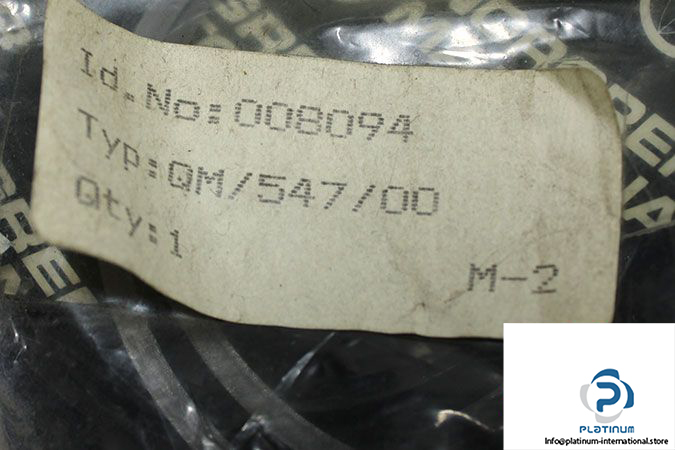 Id.No:008094
Typ:QM/547/00
Qty:1
M-2
PLATINUM
Info@platinum-international.store